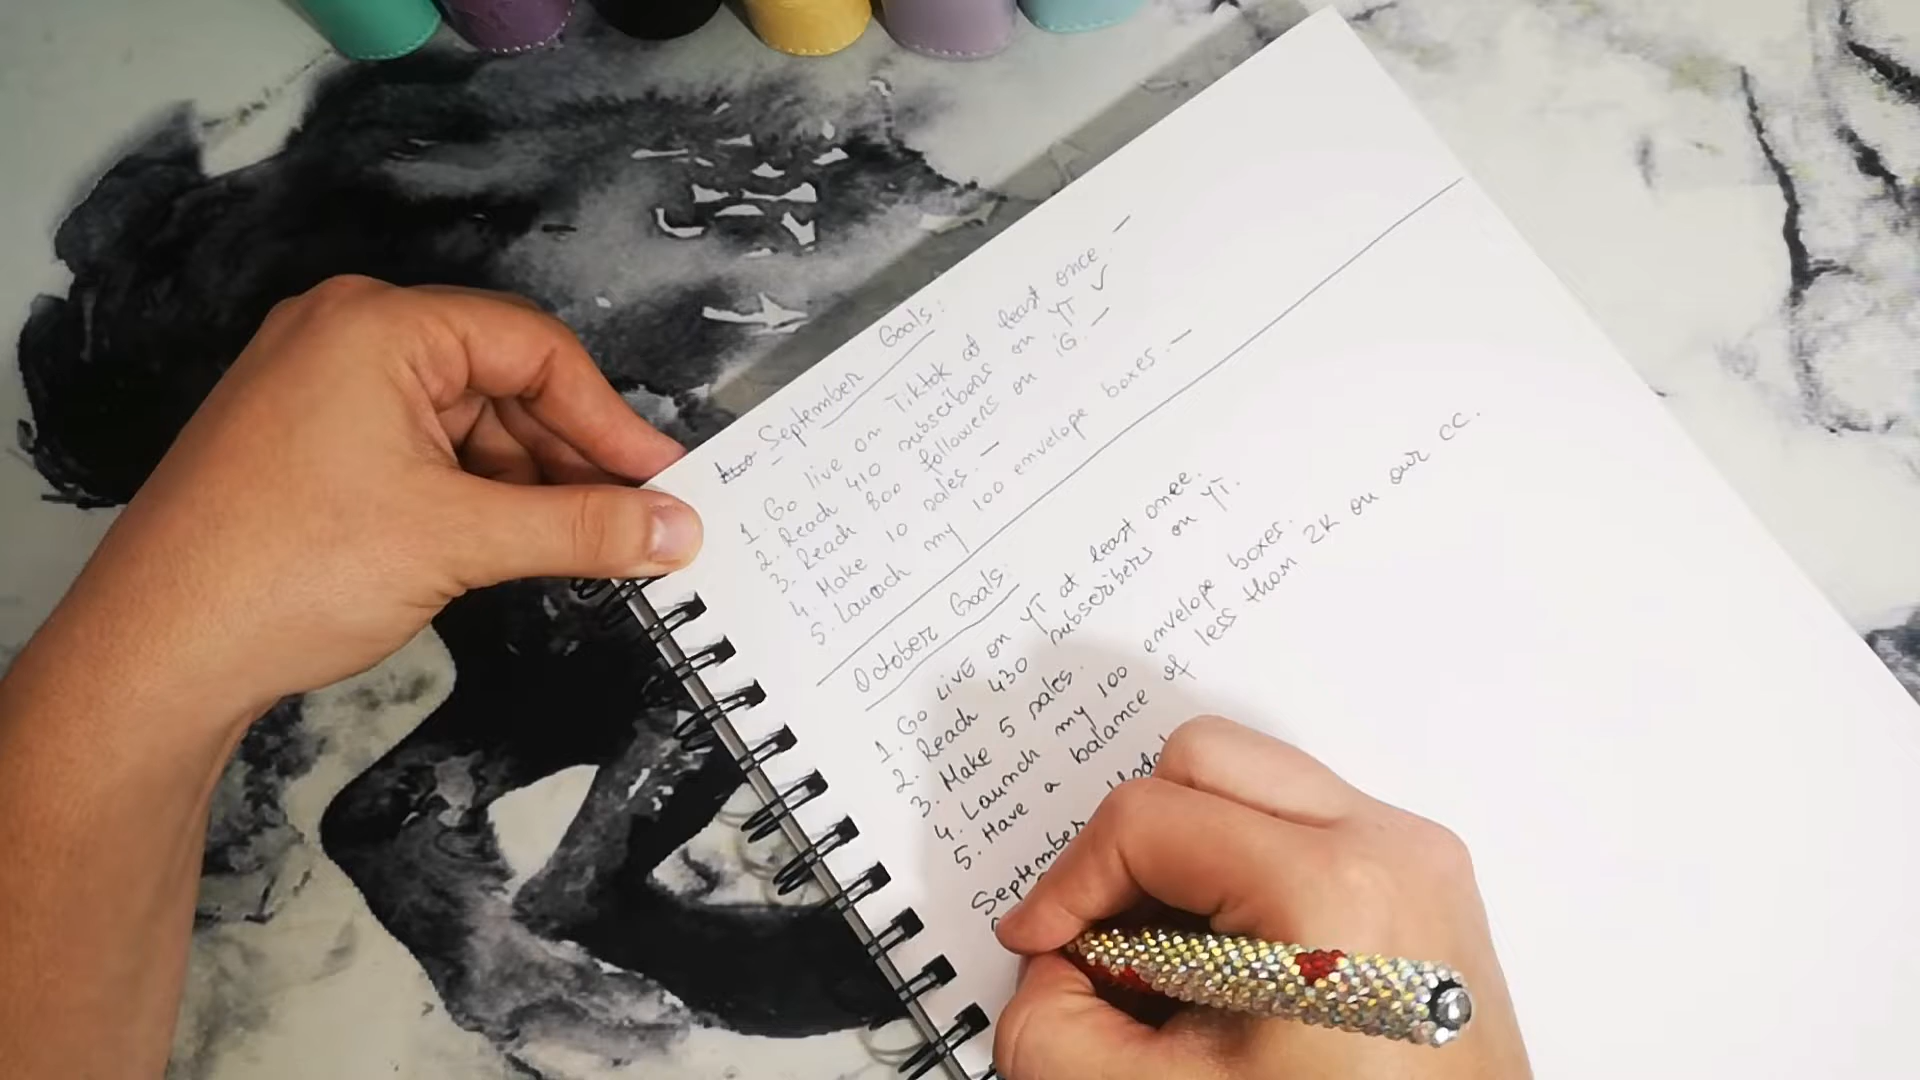 September Goals:
1. Go live on Tiktok at least once. —
2. Reach 410 subscibers on YT ✓
3. Reach 800 followers on iG. —
4. Make 10 sales. —
5. Launch my 100 envelope boxes. —
October Goals:
1. Go LiVE on YT at least once.
2. Reach 430 subscribers on YT.
3. Make 5 sales.
4. Launch my 100 envelope boxes.
5. Have a balance of less than 2K on our CC.
September